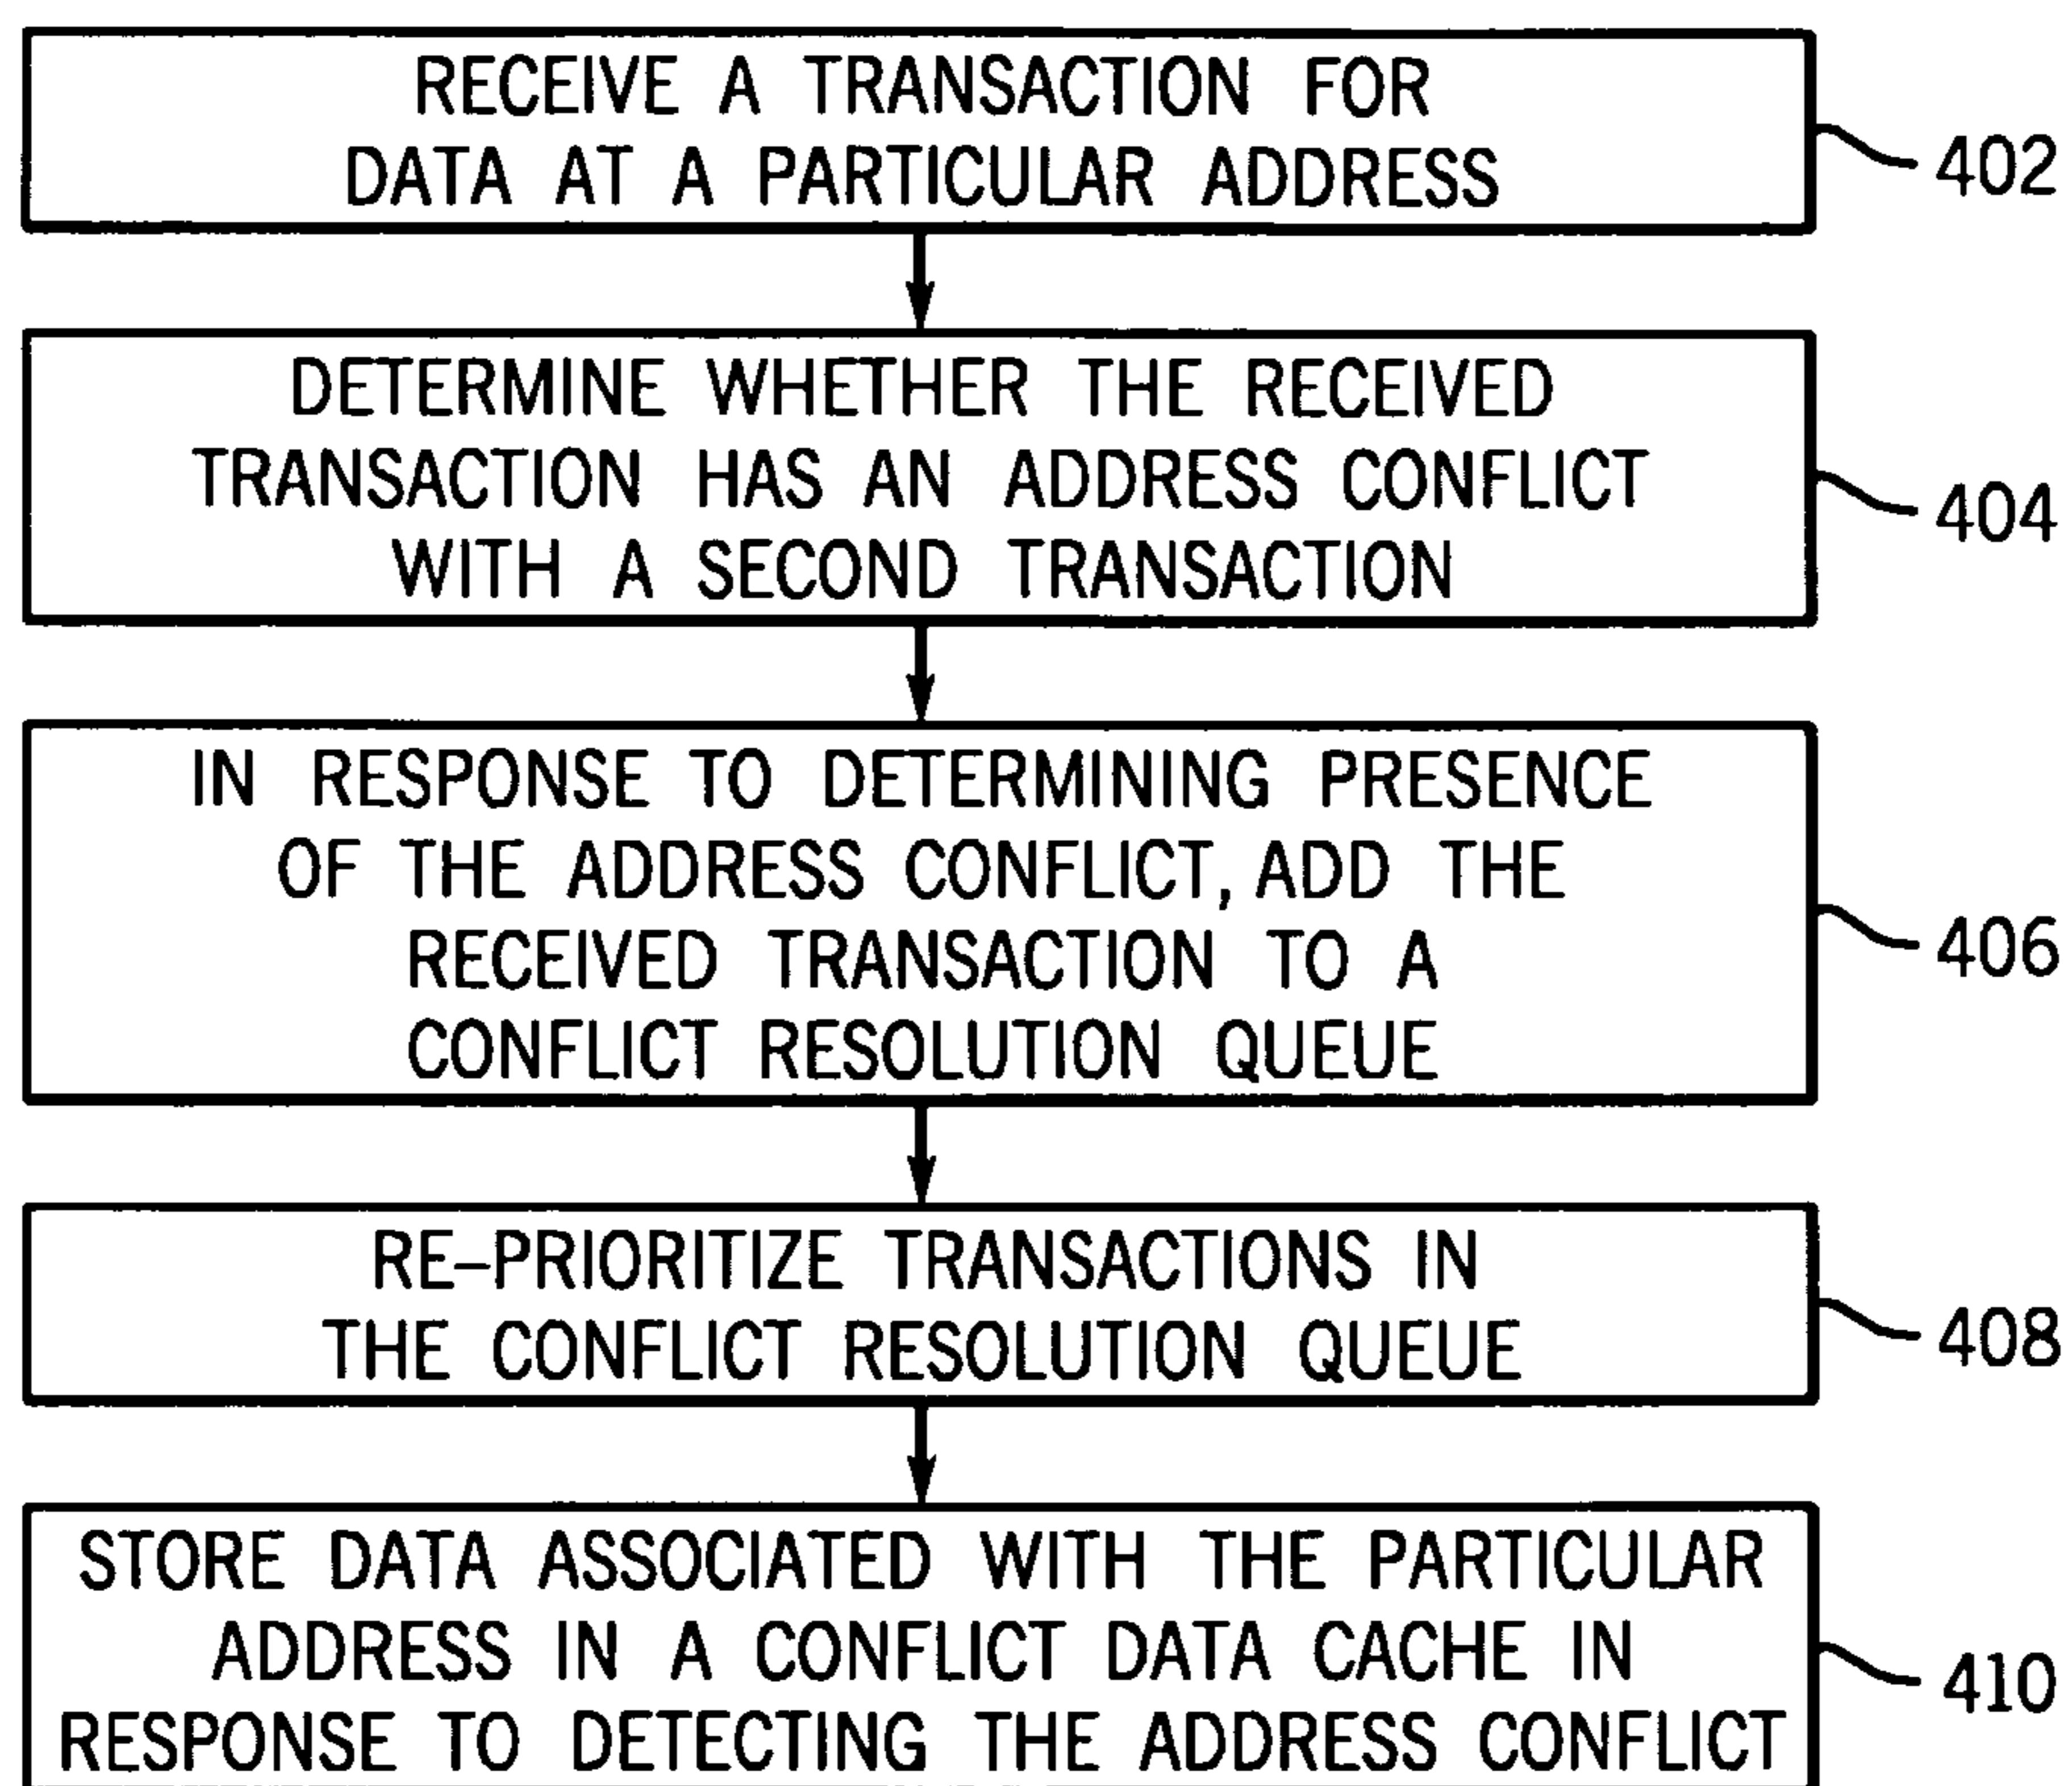 RECEIVE A TRANSACTION FOR
DATA AT A PARTICULAR ADDRESS
402
DETERMINE WHETHER THE RECEIVED
TRANSACTION HAS AN ADDRESS CONFLICT
WITH A SECOND TRANSACTION
404
IN RESPONSE TO DETERMINING PRESENCE
OF THE ADDRESS CONFLICT, ADD THE
RECEIVED TRANSACTION TO A
CONFLICT RESOLUTION QUEUE
406
RE-PRIORITIZE TRANSACTIONS IN
THE CONFLICT RESOLUTION QUEUE
408
STORE DATA ASSOCIATED WITH THE PARTICULAR
ADDRESS IN A CONFLICT DATA CACHE IN
RESPONSE TO DETECTING THE ADDRESS CONFLICT
410